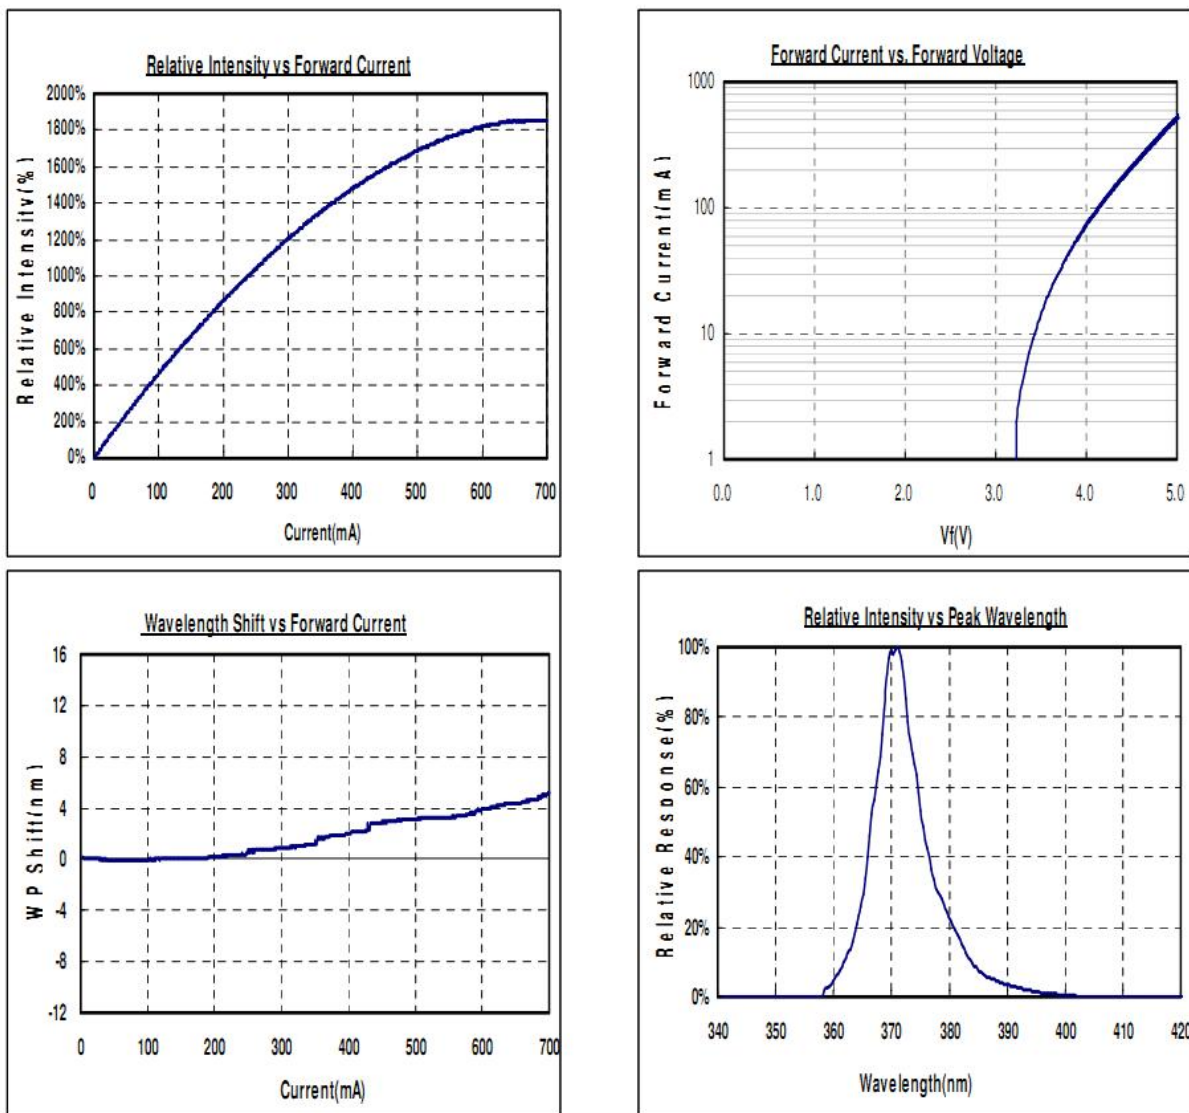 Relative Intensity vs Forward Current
Relative Intensity(%)
2000%
1800%
1600%
1400%
1200%
1000%
800%
600%
400%
200%
0%
0 100 200 300 400 500 600 700
Current(mA)
Forward Current vs. Forward Voltage
Forward Current(mA)
1000
100
10
1
0.0 1.0 2.0 3.0 4.0 5.0
Vf(V)
Wavelength Shift vs Forward Current
WP Shift(nm)
16
12
8
4
0
-4
-8
-12
0 100 200 300 400 500 600 700
Current(mA)
Relative Intensity vs Peak Wavelength
Relative Response(%)
100%
80%
60%
40%
20%
0%
340 350 360 370 380 390 400 410 420
Wavelength(nm)